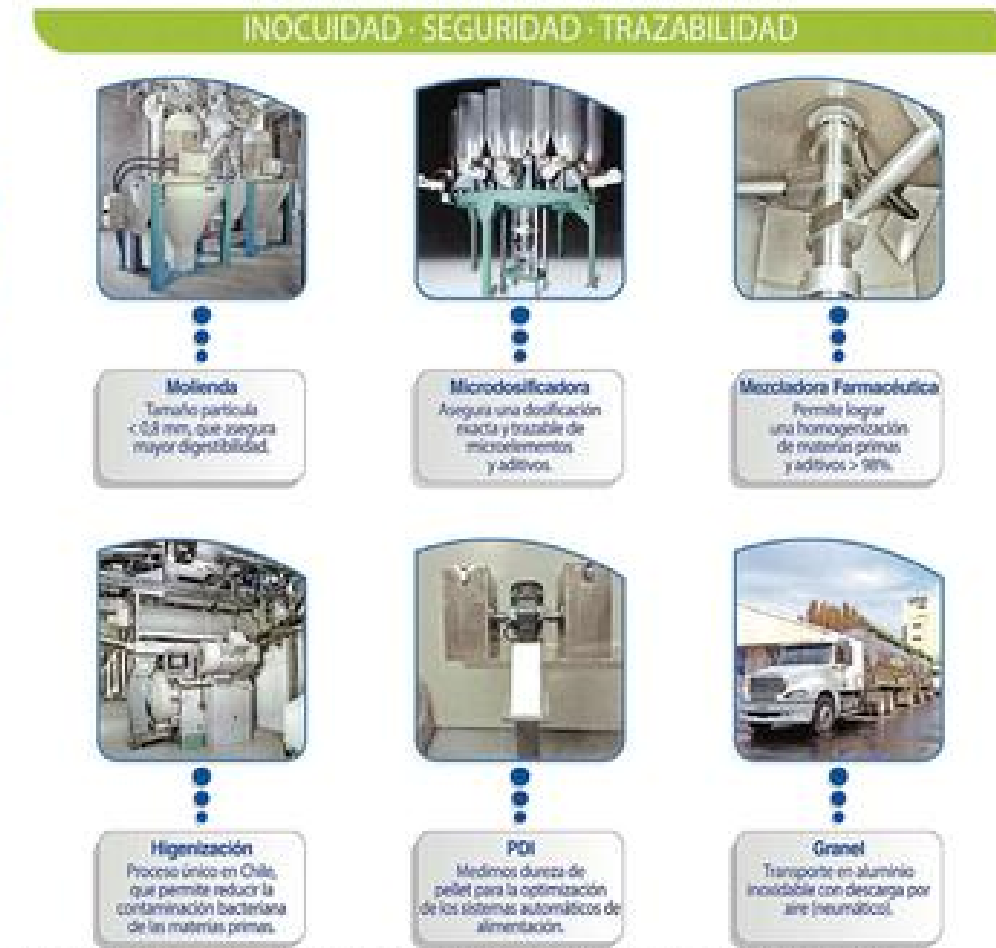 INOCUIDAD · SEGURIDAD · TRAZABILIDAD
Molienda
Tamaño partícula
< 0,8 mm, que asegura
mayor digestibilidad.
Microdosificadora
Asegura una dosificación
exacta y trazable de
microelementos
y aditivos.
Mezcladora Farmacéutica
Permite lograr
una homogenización
de materias primas
y aditivos > 98%.
Higenización
Proceso único en Chile,
que permite reducir la
contaminación bacteriana
de las materias primas.
PDI
Medimos dureza de
pellet para la optimización
de los sistemas automáticos de
alimentación.
Granel
Transporte en aluminio
inoxidable con descarga por
aire (neumático).